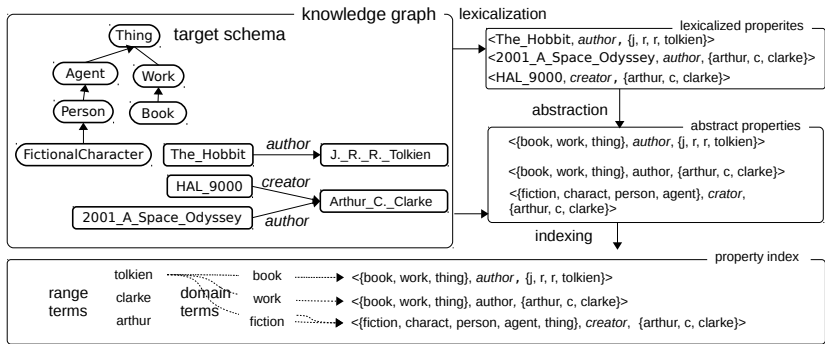 knowledge graph
target schema
Thing
Agent
Work
Person
Book
FictionalCharacter
The_Hobbit
author
J._R._R._Tolkien
HAL_9000
creator
Arthur_C._Clarke
2001_A_Space_Odyssey
author
lexicalization
lexicalized properites
<The_Hobbit, author, {j, r, r, tolkien}>
<2001_A_Space_Odyssey, author, {arthur, c, clarke}>
<HAL_9000, creator, {arthur, c, clarke}>
abstraction
abstract properties
<{book, work, thing}, author, {j, r, r, tolkien}>
<{book, work, thing}, author, {arthur, c, clarke}>
<{fiction, charact, person, agent}, crator,
{arthur, c, clarke}>
indexing
property index
range
terms
tolkien
clarke
arthur
domain
terms
book
work
fiction
<{book, work, thing}, author, {j, r, r, tolkien}>
<{book, work, thing}, author, {arthur, c, clarke}>
<{fiction, charact, person, agent, thing}, creator, {arthur, c, clarke}>